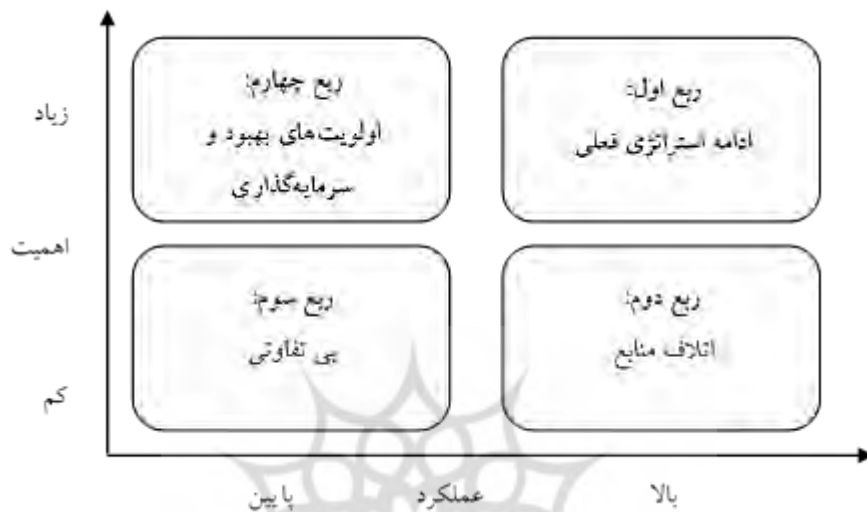 ربع اول:
ادامه استراتژی فعلی
ربع چهارم:
اولویت‌های بهبود و
سرمایه‌گذاری
زیاد
اهمیت
ربع دوم:
اتلاف منابع
ربع سوم:
بی تفاوتی
کم
بالا
عملکرد
پایین